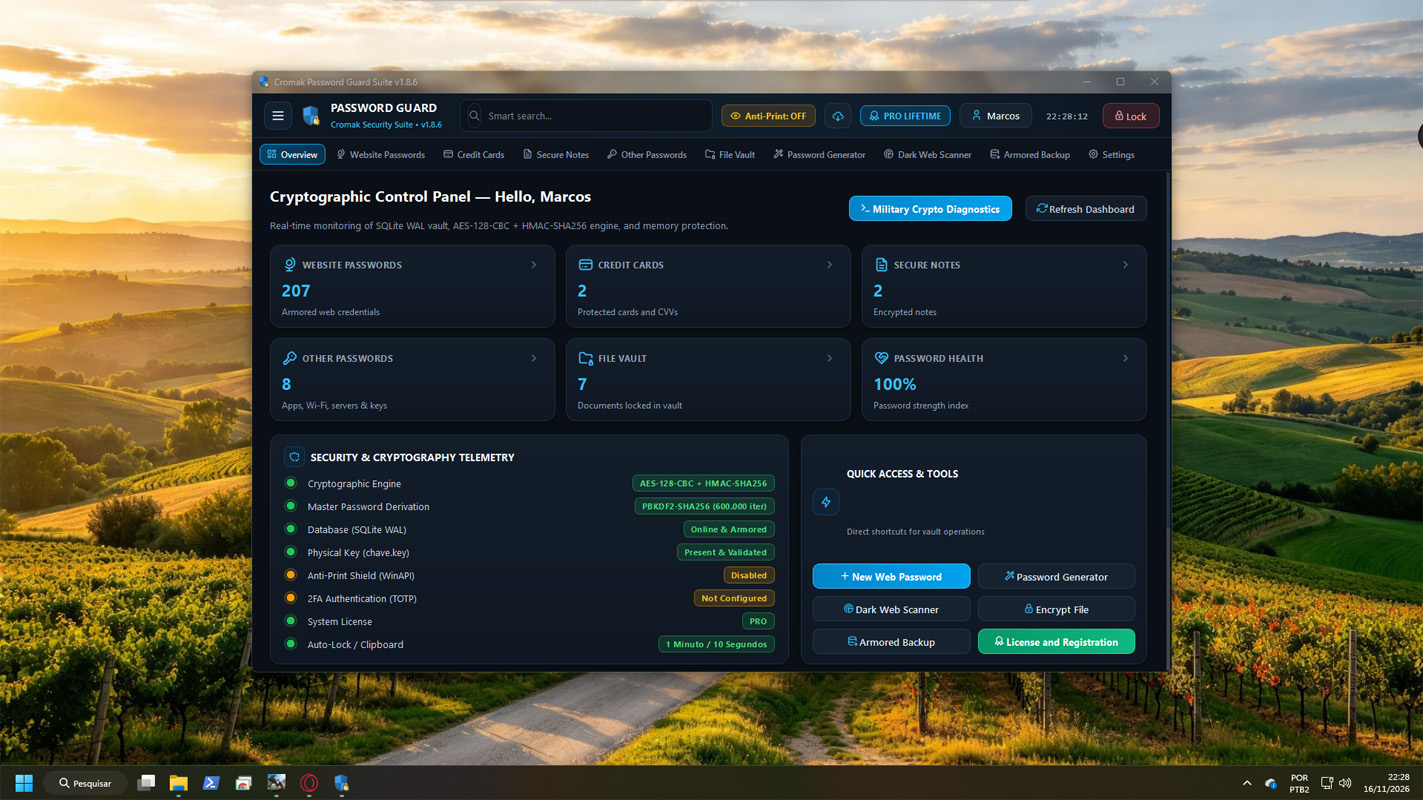 Cromak Password Guard Suite v1.8.6
PASSWORD GUARD
Cromak Security Suite • v1.8.6
Smart search...
Anti-Print: OFF
PRO LIFETIME
Marcos
22:28:12
Lock
Overview
Website Passwords
Credit Cards
Secure Notes
Other Passwords
File Vault
Password Generator
Dark Web Scanner
Armored Backup
Settings
Cryptographic Control Panel — Hello, Marcos
Real-time monitoring of SQLite WAL vault, AES-128-CBC + HMAC-SHA256 engine, and memory protection.
Military Crypto Diagnostics
Refresh Dashboard
WEBSITE PASSWORDS
207
Armored web credentials
CREDIT CARDS
2
Protected cards and CVVs
SECURE NOTES
2
Encrypted notes
OTHER PASSWORDS
8
Apps, Wi-Fi, servers & keys
FILE VAULT
7
Documents locked in vault
PASSWORD HEALTH
100%
Password strength index
SECURITY & CRYPTOGRAPHY TELEMETRY
Cryptographic Engine AES-128-CBC + HMAC-SHA256
Master Password Derivation PBKDF2-SHA256 (600.000 iter)
Database (SQLite WAL) Online & Armored
Physical Key (chave.key) Present & Validated
Anti-Print Shield (WinAPI) Disabled
2FA Authentication (TOTP) Not Configured
System License PRO
Auto-Lock / Clipboard 1 Minuto / 10 Segundos
QUICK ACCESS & TOOLS
Direct shortcuts for vault operations
+ New Web Password
Password Generator
Dark Web Scanner
Encrypt File
Armored Backup
License and Registration
Pesquisar
POR
PTB2
22:28
16/11/2026